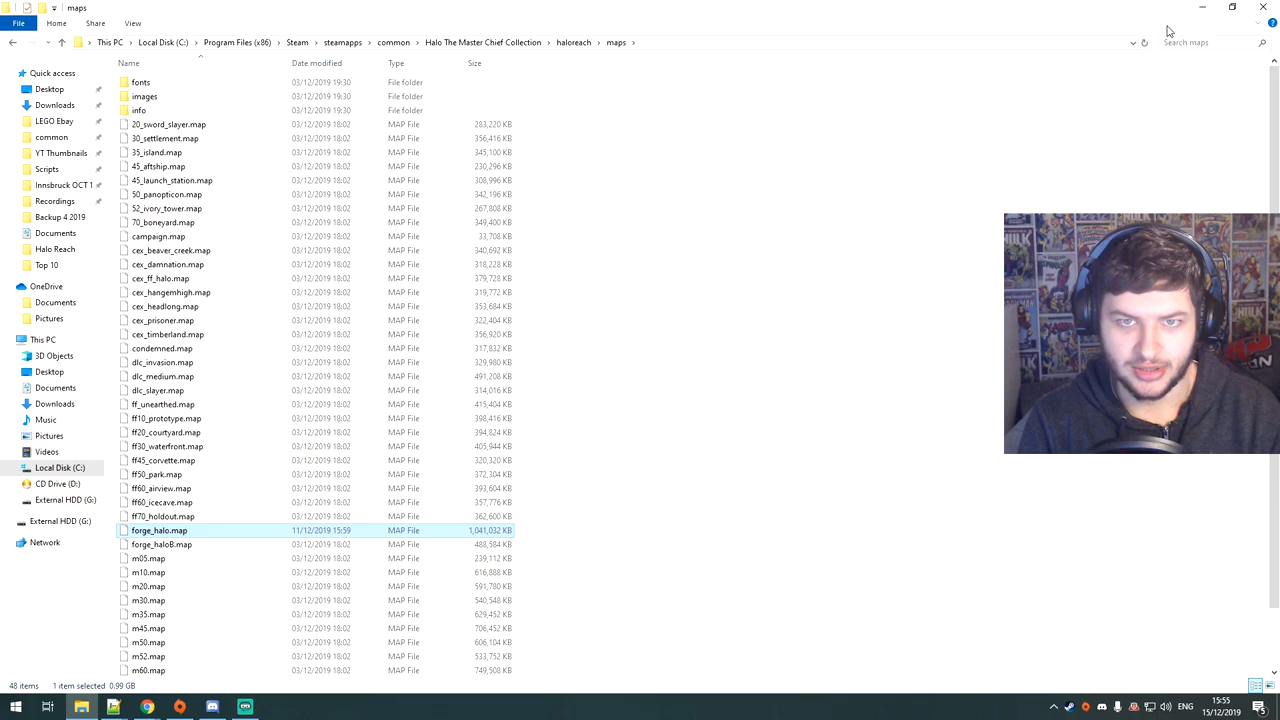 maps
File Home Share View
This PC Local Disk (C:) Program Files (x86) Steam steamapps common Halo The Master Chief Collection haloreach maps Search maps
Name Date modified Type Size
Quick access
Desktop
Downloads
LEGO Ebay
common
YT Thumbnails
Scripts
Innsbruck OCT 1
Recordings
Backup 4 2019
Documents
Halo Reach
Top 10
OneDrive
Documents
Pictures
This PC
3D Objects
Desktop
Documents
Downloads
Music
Pictures
Videos
Local Disk (C:)
CD Drive (D:)
External HDD (G:)
External HDD (G:)
Network
fonts 03/12/2019 19:30 File folder
images 03/12/2019 19:30 File folder
info 03/12/2019 19:30 File folder
20_sword_slayer.map 03/12/2019 18:02 MAP File 283,220 KB
30_settlement.map 03/12/2019 18:02 MAP File 356,416 KB
35_island.map 03/12/2019 18:02 MAP File 345,100 KB
45_aftship.map 03/12/2019 18:02 MAP File 230,296 KB
45_launch_station.map 03/12/2019 18:02 MAP File 308,996 KB
50_panopticon.map 03/12/2019 18:02 MAP File 342,196 KB
52_ivory_tower.map 03/12/2019 18:02 MAP File 267,808 KB
70_boneyard.map 03/12/2019 18:02 MAP File 349,400 KB
campaign.map 03/12/2019 18:02 MAP File 33,708 KB
cex_beaver_creek.map 03/12/2019 18:02 MAP File 340,692 KB
cex_damnation.map 03/12/2019 18:02 MAP File 318,228 KB
cex_ff_halo.map 03/12/2019 18:02 MAP File 379,728 KB
cex_hangemhigh.map 03/12/2019 18:02 MAP File 319,772 KB
cex_headlong.map 03/12/2019 18:02 MAP File 353,684 KB
cex_prisoner.map 03/12/2019 18:02 MAP File 322,404 KB
cex_timberland.map 03/12/2019 18:02 MAP File 356,920 KB
condemned.map 03/12/2019 18:02 MAP File 317,832 KB
dlc_invasion.map 03/12/2019 18:02 MAP File 329,980 KB
dlc_medium.map 03/12/2019 18:02 MAP File 491,208 KB
dlc_slayer.map 03/12/2019 18:02 MAP File 314,016 KB
ff_unearthed.map 03/12/2019 18:02 MAP File 415,404 KB
ff10_prototype.map 03/12/2019 18:02 MAP File 398,416 KB
ff20_courtyard.map 03/12/2019 18:02 MAP File 394,824 KB
ff30_waterfront.map 03/12/2019 18:02 MAP File 405,944 KB
ff45_corvette.map 03/12/2019 18:02 MAP File 320,320 KB
ff50_park.map 03/12/2019 18:02 MAP File 372,304 KB
ff60_airview.map 03/12/2019 18:02 MAP File 393,604 KB
ff60_icecave.map 03/12/2019 18:02 MAP File 357,776 KB
ff70_holdout.map 03/12/2019 18:02 MAP File 362,600 KB
forge_halo.map 11/12/2019 15:59 MAP File 1,041,032 KB
forge_haloB.map 03/12/2019 18:02 MAP File 488,584 KB
m05.map 03/12/2019 18:02 MAP File 239,112 KB
m10.map 03/12/2019 18:02 MAP File 616,888 KB
m20.map 03/12/2019 18:02 MAP File 591,780 KB
m30.map 03/12/2019 18:02 MAP File 540,548 KB
m35.map 03/12/2019 18:02 MAP File 629,452 KB
m45.map 03/12/2019 18:02 MAP File 706,452 KB
m50.map 03/12/2019 18:02 MAP File 606,104 KB
m52.map 03/12/2019 18:02 MAP File 533,752 KB
m60.map 03/12/2019 18:02 MAP File 749,508 KB
48 items 1 item selected 0.99 GB
ENG 15:55
15/12/2019
5